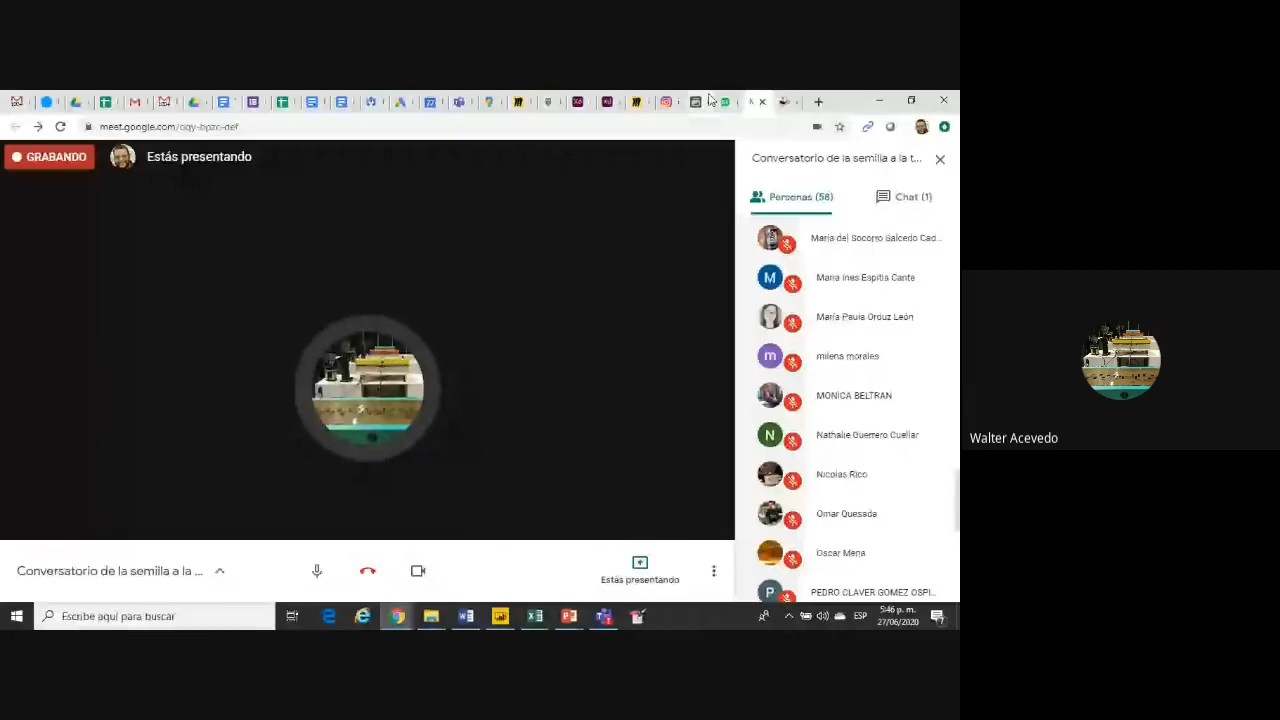 meet.google.com/oqy-bpzc-def
GRABANDO
Estás presentando
Conversatorio de la semilla a la t...
Personas (58)
Chat (1)
María del Socorro Salcedo Cad...
M
Maria Ines Espitia Cante
María Paula Orduz León
m
milena morales
MONICA BELTRAN
N
Nathalie Guerrero Cuellar
Nicolas Rico
Omar Quesada
Oscar Mena
P
PEDRO CLAVER GOMEZ OSPI...
Walter Acevedo
Conversatorio de la semilla a la ...
Estás presentando
Escribe aquí para buscar
ESP
5:46 p. m.
27/06/2020